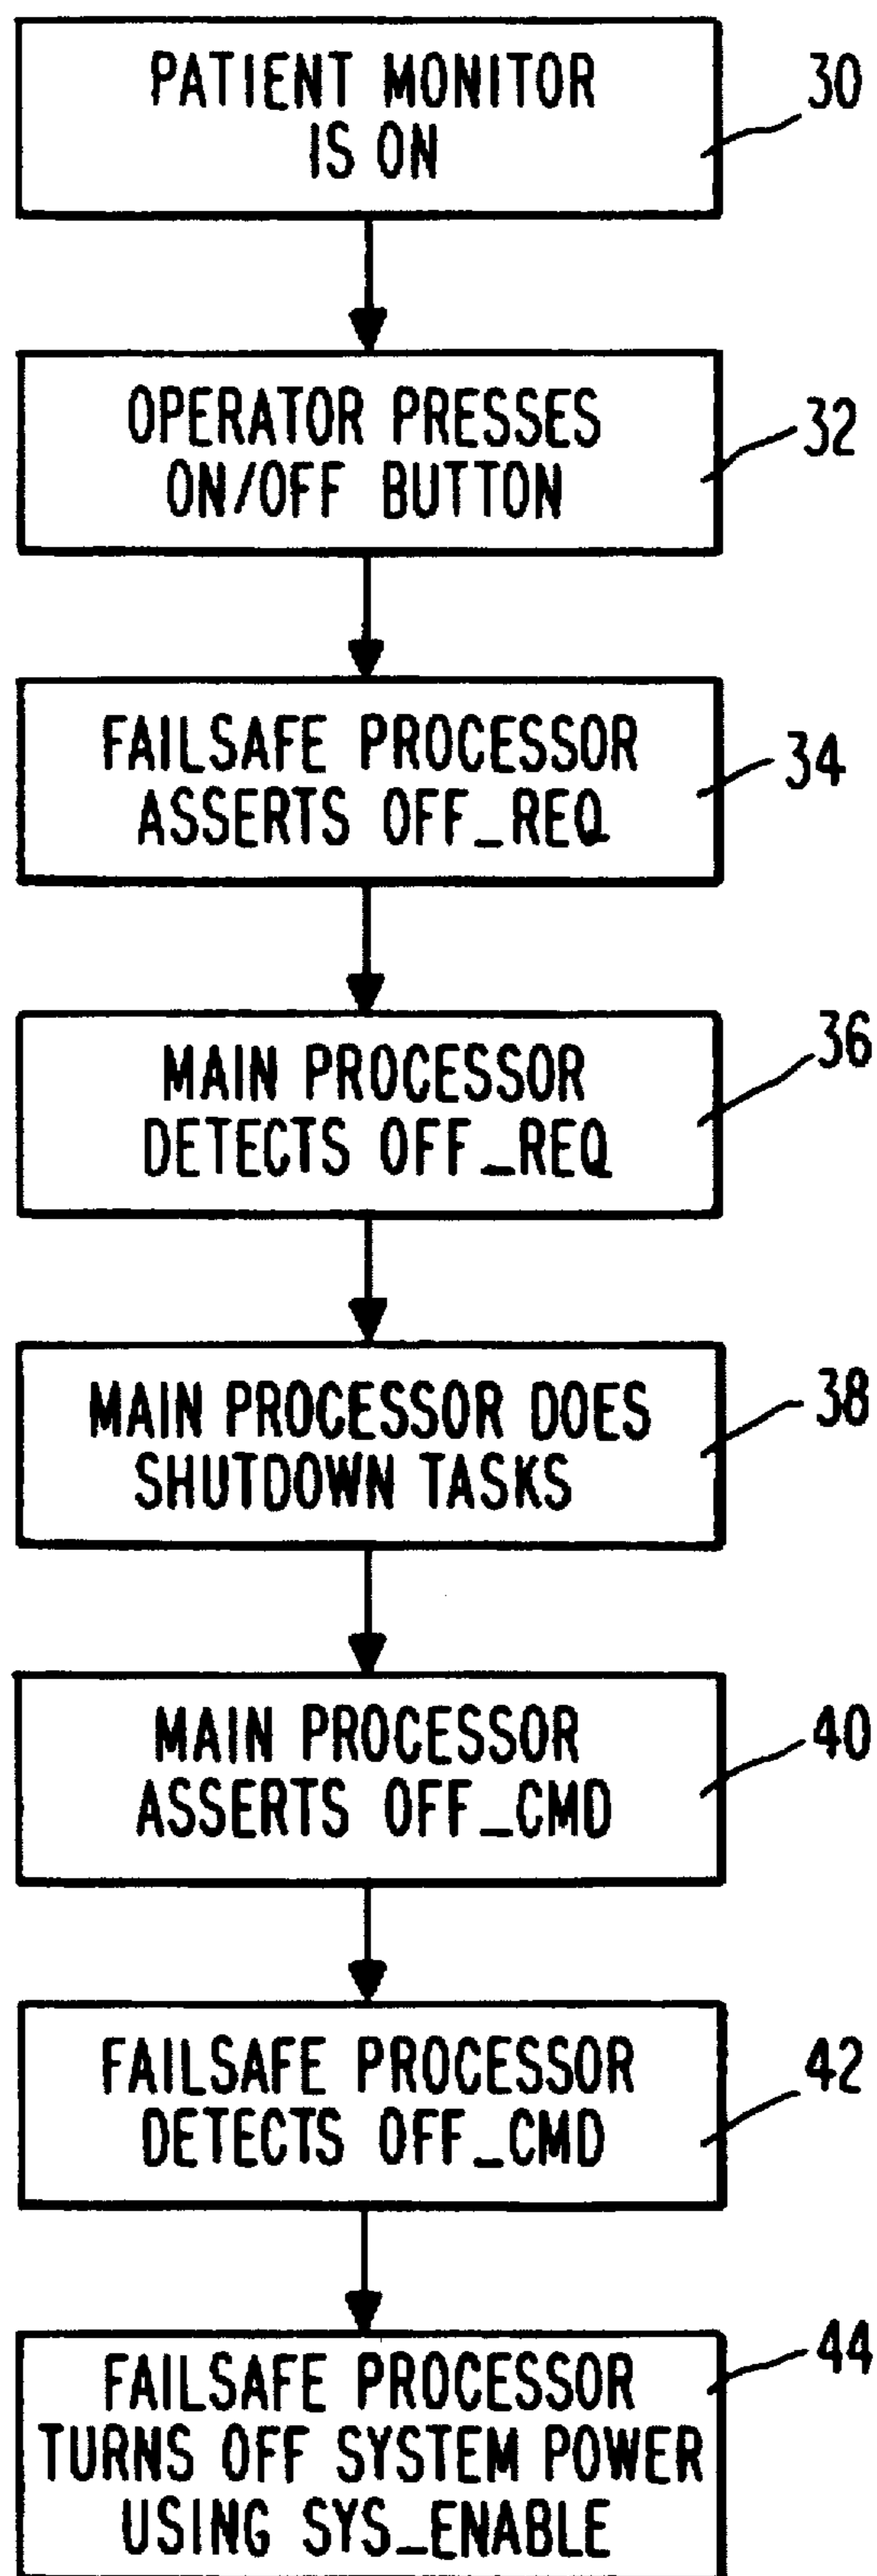 PATIENT MONITOR
IS ON
30
OPERATOR PRESSES
ON/OFF BUTTON
32
FAILSAFE PROCESSOR
ASSERTS OFF_REQ
34
MAIN PROCESSOR
DETECTS OFF_REQ
36
MAIN PROCESSOR DOES
SHUTDOWN TASKS
38
MAIN PROCESSOR
ASSERTS OFF_CMD
40
FAILSAFE PROCESSOR
DETECTS OFF_CMD
42
FAILSAFE PROCESSOR
TURNS OFF SYSTEM POWER
USING SYS_ENABLE
44